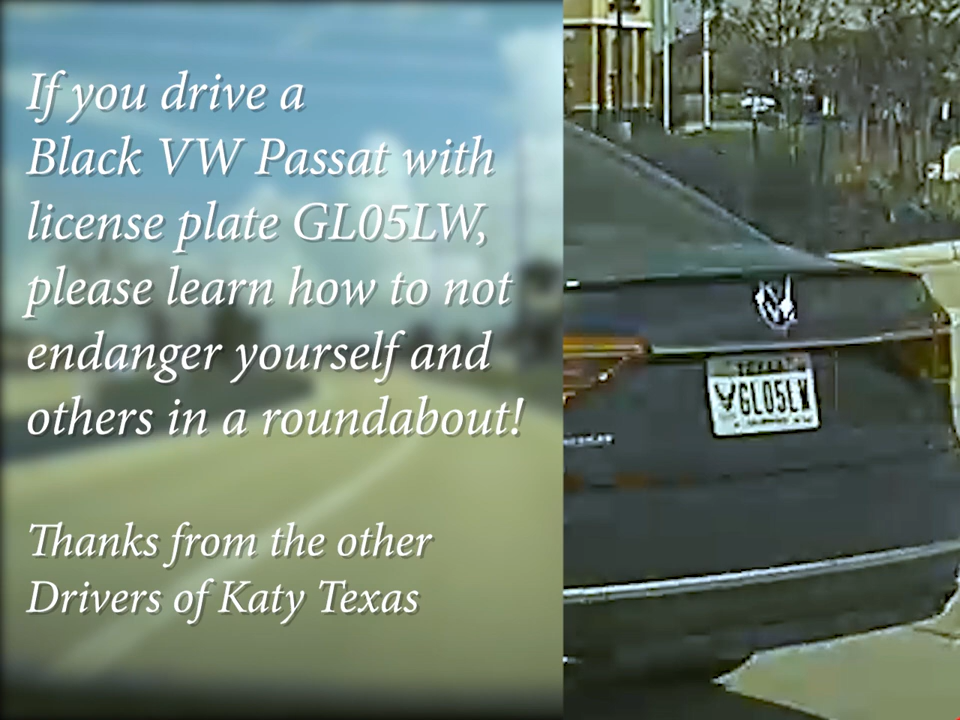 If you drive a
Black VW Passat with
license plate GL05LW,
please learn how to not
endanger yourself and
others in a roundabout!
Thanks from the other
Drivers of Katy Texas
TEXAS
GL05LW